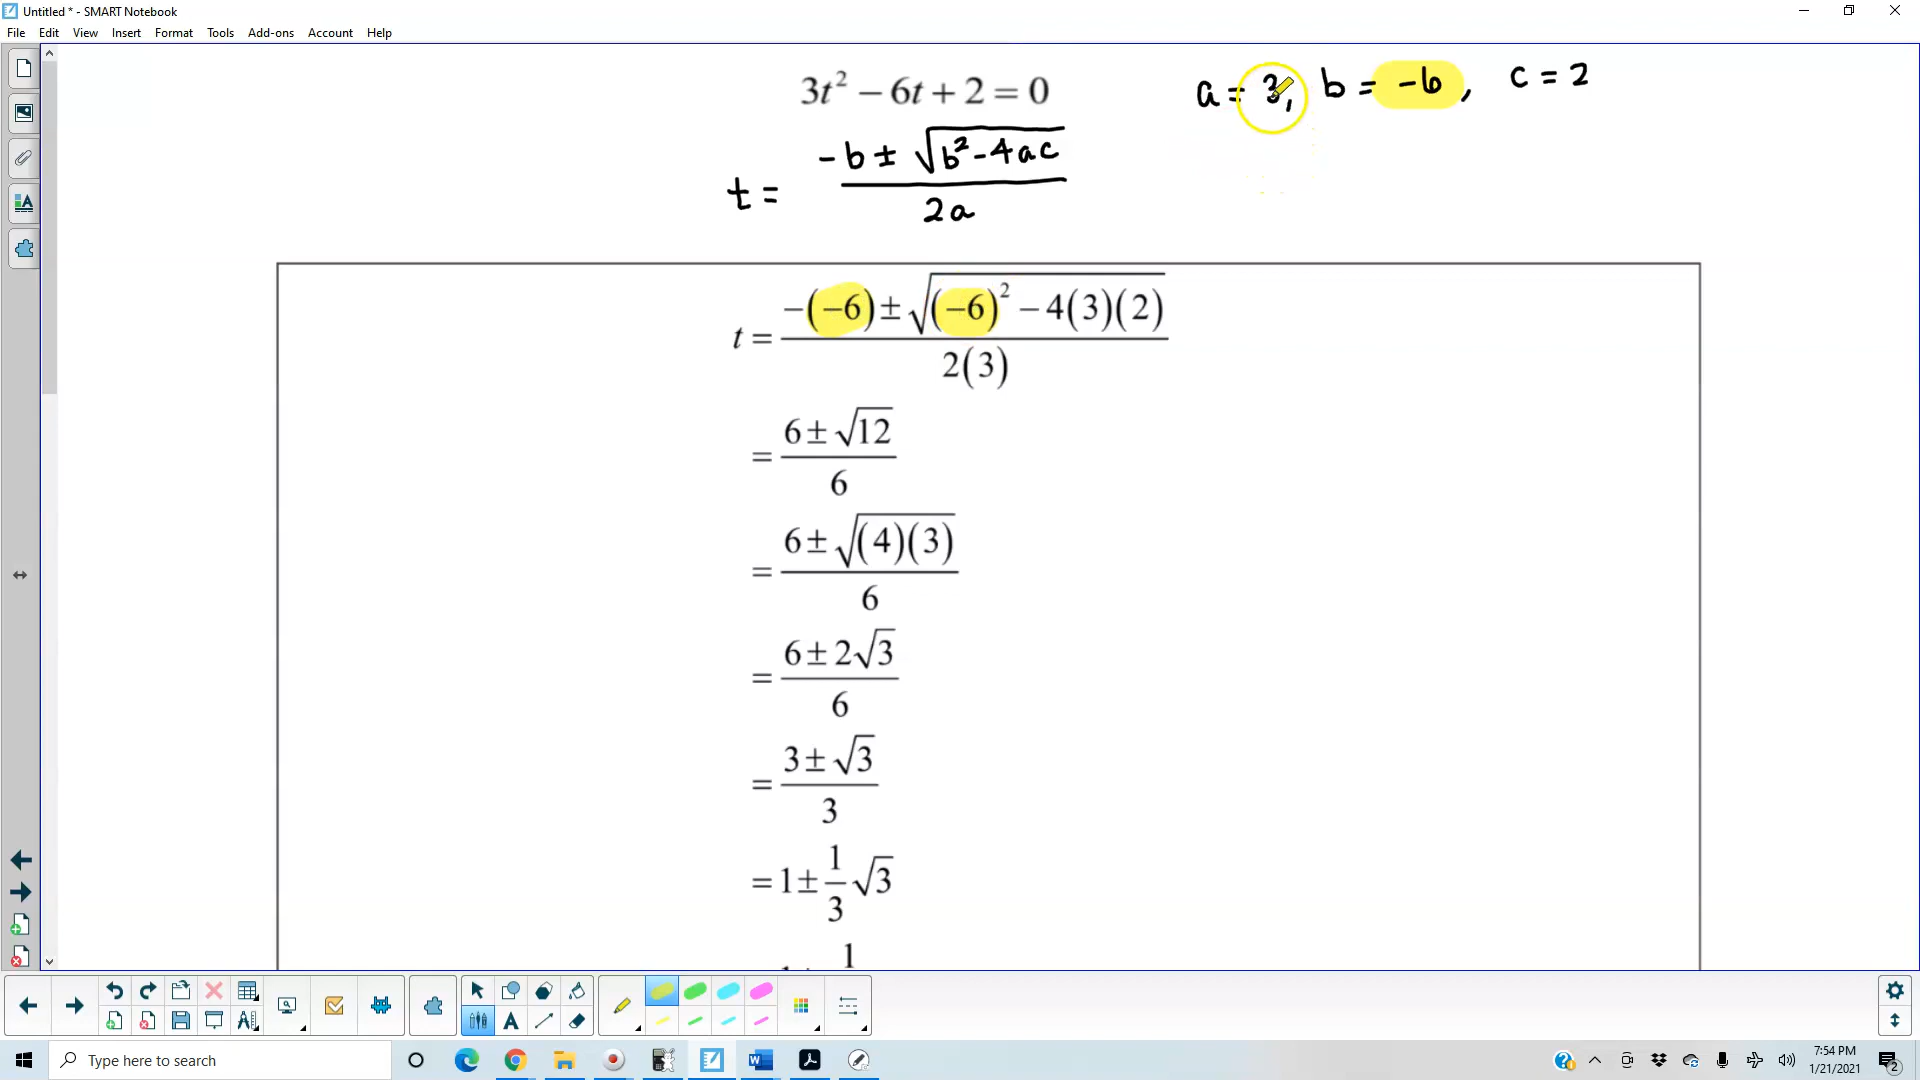 Untitled * - SMART Notebook
File Edit View Insert Format Tools Add-ons Account Help
3t² − 6t + 2 = 0
a = 3, b = -6, c = 2
t = (-b ± √(b²-4ac)) / 2a
t = (−(−6) ± √((−6)² − 4(3)(2))) / 2(3)
= (6 ± √12) / 6
= (6 ± √((4)(3))) / 6
= (6 ± 2√3) / 6
= (3 ± √3) / 3
= 1 ± 1/3 √3
1
A
Type here to search
7:54 PM
1/21/2021
2